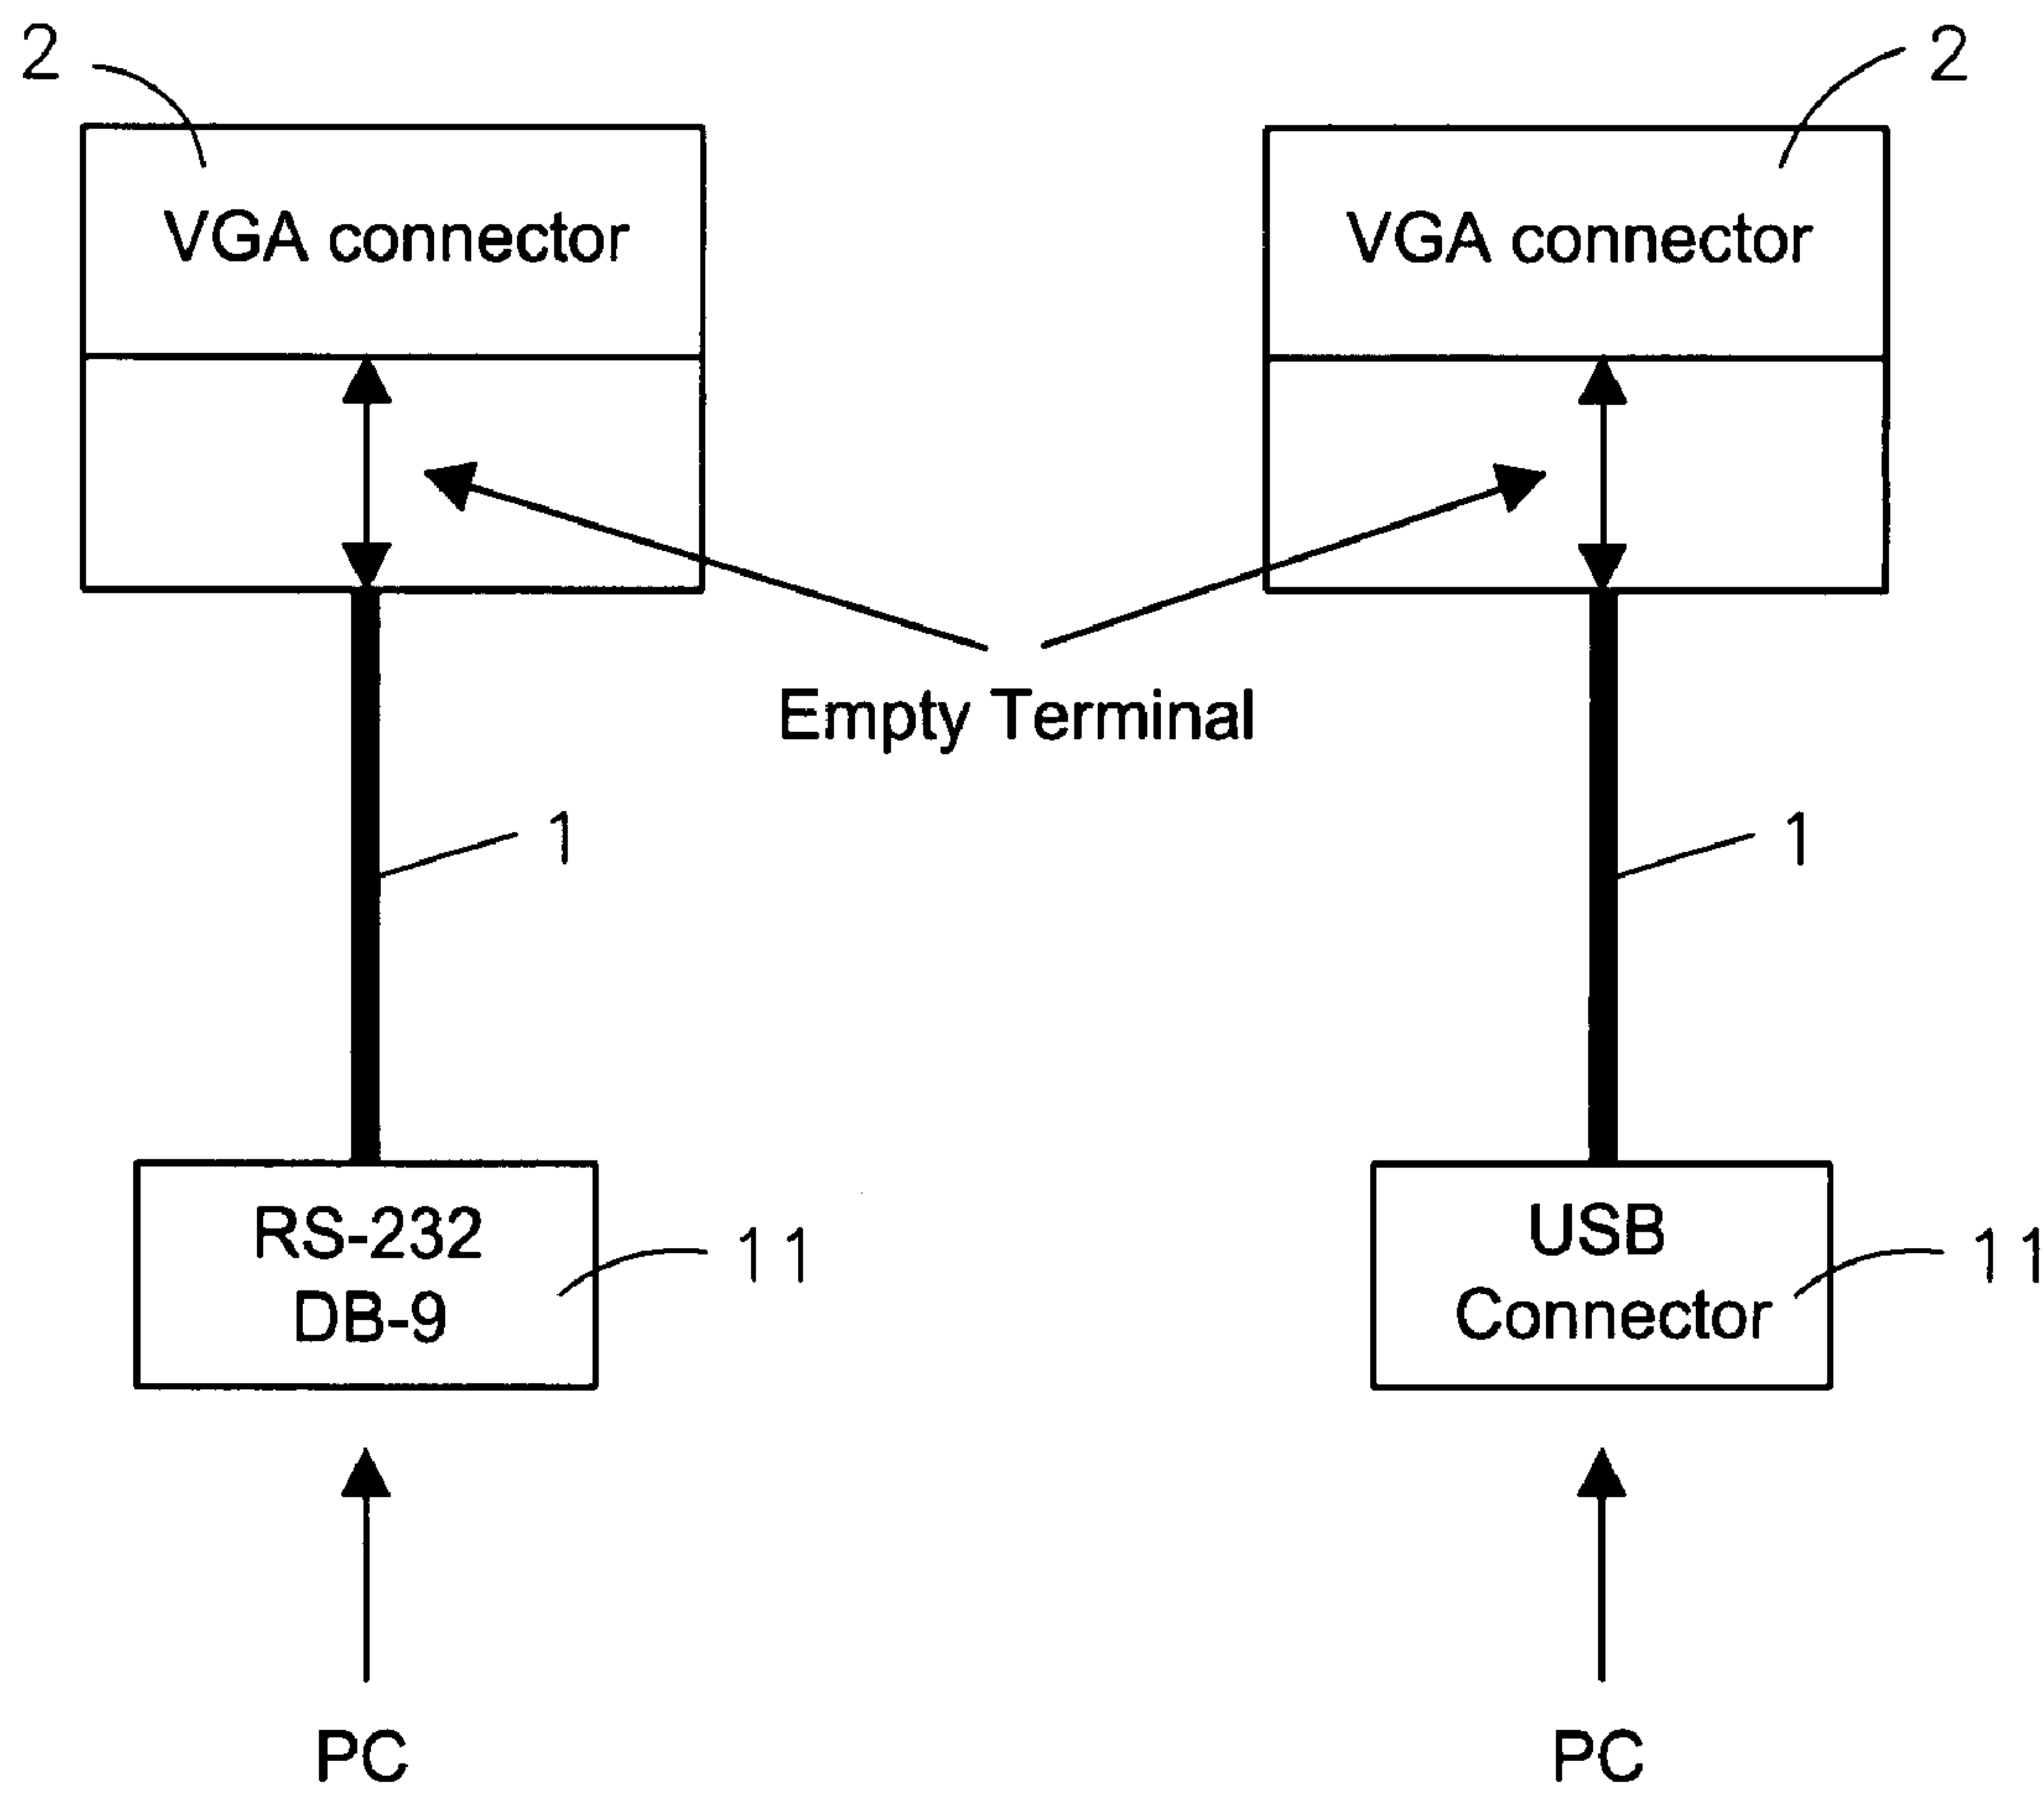 2
2
VGA connector
VGA connector
Empty Terminal
1
1
RS-232
DB-9
11
USB
Connector
11
PC
PC